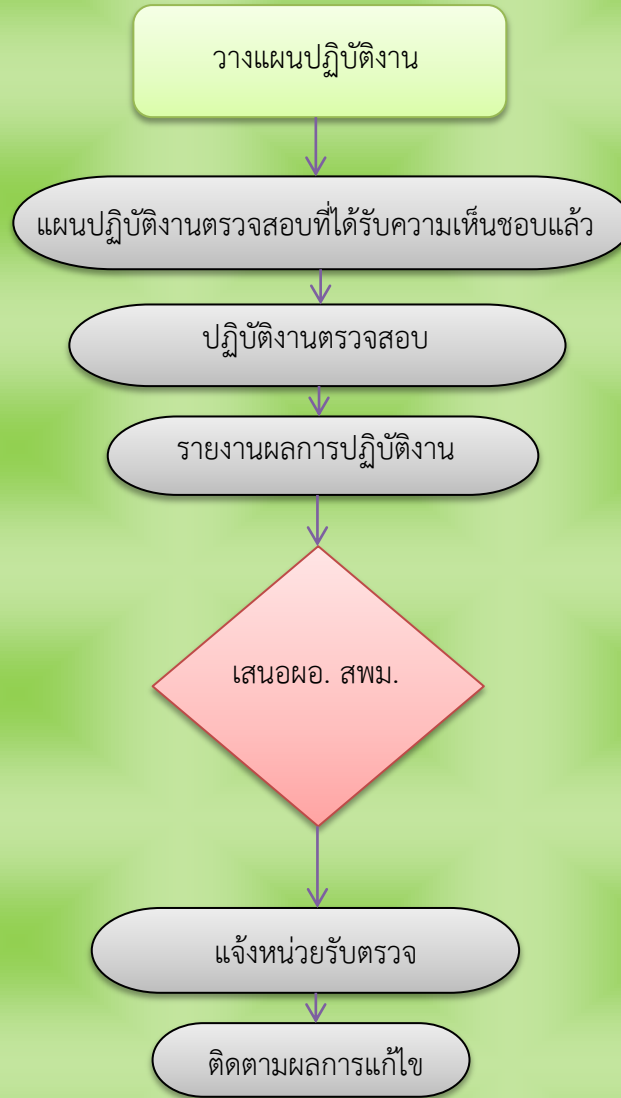 วางแผนปฏิบัติงาน
แผนปฏิบัติงานตรวจสอบที่ได้รับความเห็นชอบแล้ว
ปฏิบัติงานตรวจสอบ
รายงานผลการปฏิบัติงาน
เสนอผอ. สพม.
แจ้งหน่วยรับตรวจ
ติดตามผลการแก้ไข